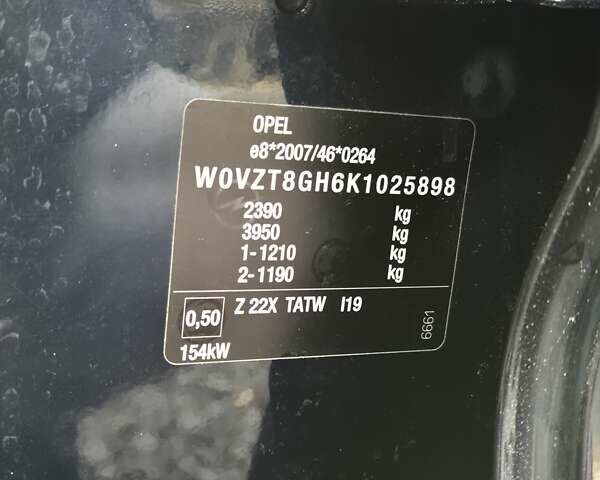 OPEL
e8*2007/46*0264
W0VZT8GH6K1025898
2390 kg
3950 kg
1-1210 kg
2-1190 kg
0,50 Z 22X TATW I19
154kW
6661